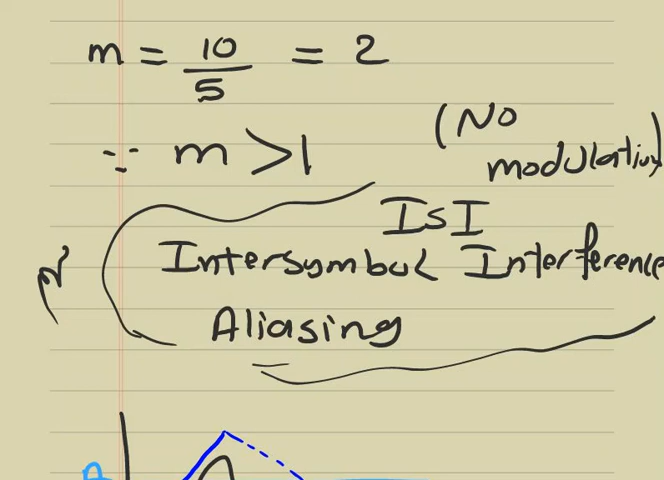 m = 10/5 = 2
∵ m > 1 (No modulation)
ISI
Intersymbol Interference
Aliasing
A